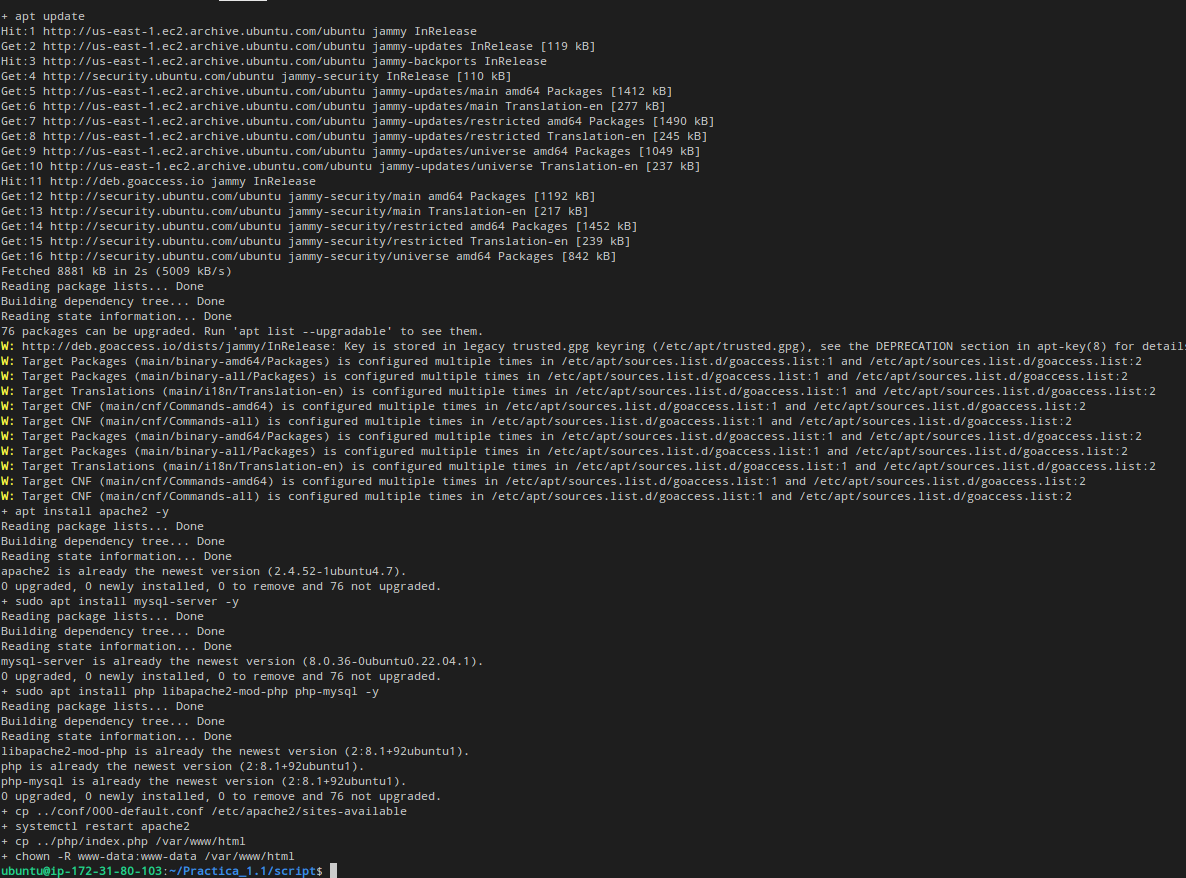 + apt update
Hit:1 http://us-east-1.ec2.archive.ubuntu.com/ubuntu jammy InRelease
Get:2 http://us-east-1.ec2.archive.ubuntu.com/ubuntu jammy-updates InRelease [119 kB]
Hit:3 http://us-east-1.ec2.archive.ubuntu.com/ubuntu jammy-backports InRelease
Get:4 http://security.ubuntu.com/ubuntu jammy-security InRelease [110 kB]
Get:5 http://us-east-1.ec2.archive.ubuntu.com/ubuntu jammy-updates/main amd64 Packages [1412 kB]
Get:6 http://us-east-1.ec2.archive.ubuntu.com/ubuntu jammy-updates/main Translation-en [277 kB]
Get:7 http://us-east-1.ec2.archive.ubuntu.com/ubuntu jammy-updates/restricted amd64 Packages [1490 kB]
Get:8 http://us-east-1.ec2.archive.ubuntu.com/ubuntu jammy-updates/restricted Translation-en [245 kB]
Get:9 http://us-east-1.ec2.archive.ubuntu.com/ubuntu jammy-updates/universe amd64 Packages [1049 kB]
Get:10 http://us-east-1.ec2.archive.ubuntu.com/ubuntu jammy-updates/universe Translation-en [237 kB]
Hit:11 http://deb.goaccess.io jammy InRelease
Get:12 http://security.ubuntu.com/ubuntu jammy-security/main amd64 Packages [1192 kB]
Get:13 http://security.ubuntu.com/ubuntu jammy-security/main Translation-en [217 kB]
Get:14 http://security.ubuntu.com/ubuntu jammy-security/restricted amd64 Packages [1452 kB]
Get:15 http://security.ubuntu.com/ubuntu jammy-security/restricted Translation-en [239 kB]
Get:16 http://security.ubuntu.com/ubuntu jammy-security/universe amd64 Packages [842 kB]
Fetched 8881 kB in 2s (5009 kB/s)
Reading package lists... Done
Building dependency tree... Done
Reading state information... Done
76 packages can be upgraded. Run 'apt list --upgradable' to see them.
W: http://deb.goaccess.io/dists/jammy/InRelease: Key is stored in legacy trusted.gpg keyring (/etc/apt/trusted.gpg), see the DEPRECATION section in apt-key(8) for details
W: Target Packages (main/binary-amd64/Packages) is configured multiple times in /etc/apt/sources.list.d/goaccess.list:1 and /etc/apt/sources.list.d/goaccess.list:2
W: Target Packages (main/binary-all/Packages) is configured multiple times in /etc/apt/sources.list.d/goaccess.list:1 and /etc/apt/sources.list.d/goaccess.list:2
W: Target Translations (main/i18n/Translation-en) is configured multiple times in /etc/apt/sources.list.d/goaccess.list:1 and /etc/apt/sources.list.d/goaccess.list:2
W: Target CNF (main/cnf/Commands-amd64) is configured multiple times in /etc/apt/sources.list.d/goaccess.list:1 and /etc/apt/sources.list.d/goaccess.list:2
W: Target CNF (main/cnf/Commands-all) is configured multiple times in /etc/apt/sources.list.d/goaccess.list:1 and /etc/apt/sources.list.d/goaccess.list:2
W: Target Packages (main/binary-amd64/Packages) is configured multiple times in /etc/apt/sources.list.d/goaccess.list:1 and /etc/apt/sources.list.d/goaccess.list:2
W: Target Packages (main/binary-all/Packages) is configured multiple times in /etc/apt/sources.list.d/goaccess.list:1 and /etc/apt/sources.list.d/goaccess.list:2
W: Target Translations (main/i18n/Translation-en) is configured multiple times in /etc/apt/sources.list.d/goaccess.list:1 and /etc/apt/sources.list.d/goaccess.list:2
W: Target CNF (main/cnf/Commands-amd64) is configured multiple times in /etc/apt/sources.list.d/goaccess.list:1 and /etc/apt/sources.list.d/goaccess.list:2
W: Target CNF (main/cnf/Commands-all) is configured multiple times in /etc/apt/sources.list.d/goaccess.list:1 and /etc/apt/sources.list.d/goaccess.list:2
+ apt install apache2 -y
Reading package lists... Done
Building dependency tree... Done
Reading state information... Done
apache2 is already the newest version (2.4.52-1ubuntu4.7).
0 upgraded, 0 newly installed, 0 to remove and 76 not upgraded.
+ sudo apt install mysql-server -y
Reading package lists... Done
Building dependency tree... Done
Reading state information... Done
mysql-server is already the newest version (8.0.36-0ubuntu0.22.04.1).
0 upgraded, 0 newly installed, 0 to remove and 76 not upgraded.
+ sudo apt install php libapache2-mod-php php-mysql -y
Reading package lists... Done
Building dependency tree... Done
Reading state information... Done
libapache2-mod-php is already the newest version (2:8.1+92ubuntu1).
php is already the newest version (2:8.1+92ubuntu1).
php-mysql is already the newest version (2:8.1+92ubuntu1).
0 upgraded, 0 newly installed, 0 to remove and 76 not upgraded.
+ cp ../conf/000-default.conf /etc/apache2/sites-available
+ systemctl restart apache2
+ cp ../php/index.php /var/www/html
+ chown -R www-data:www-data /var/www/html
ubuntu@ip-172-31-80-103:~/Practica_1.1/script$